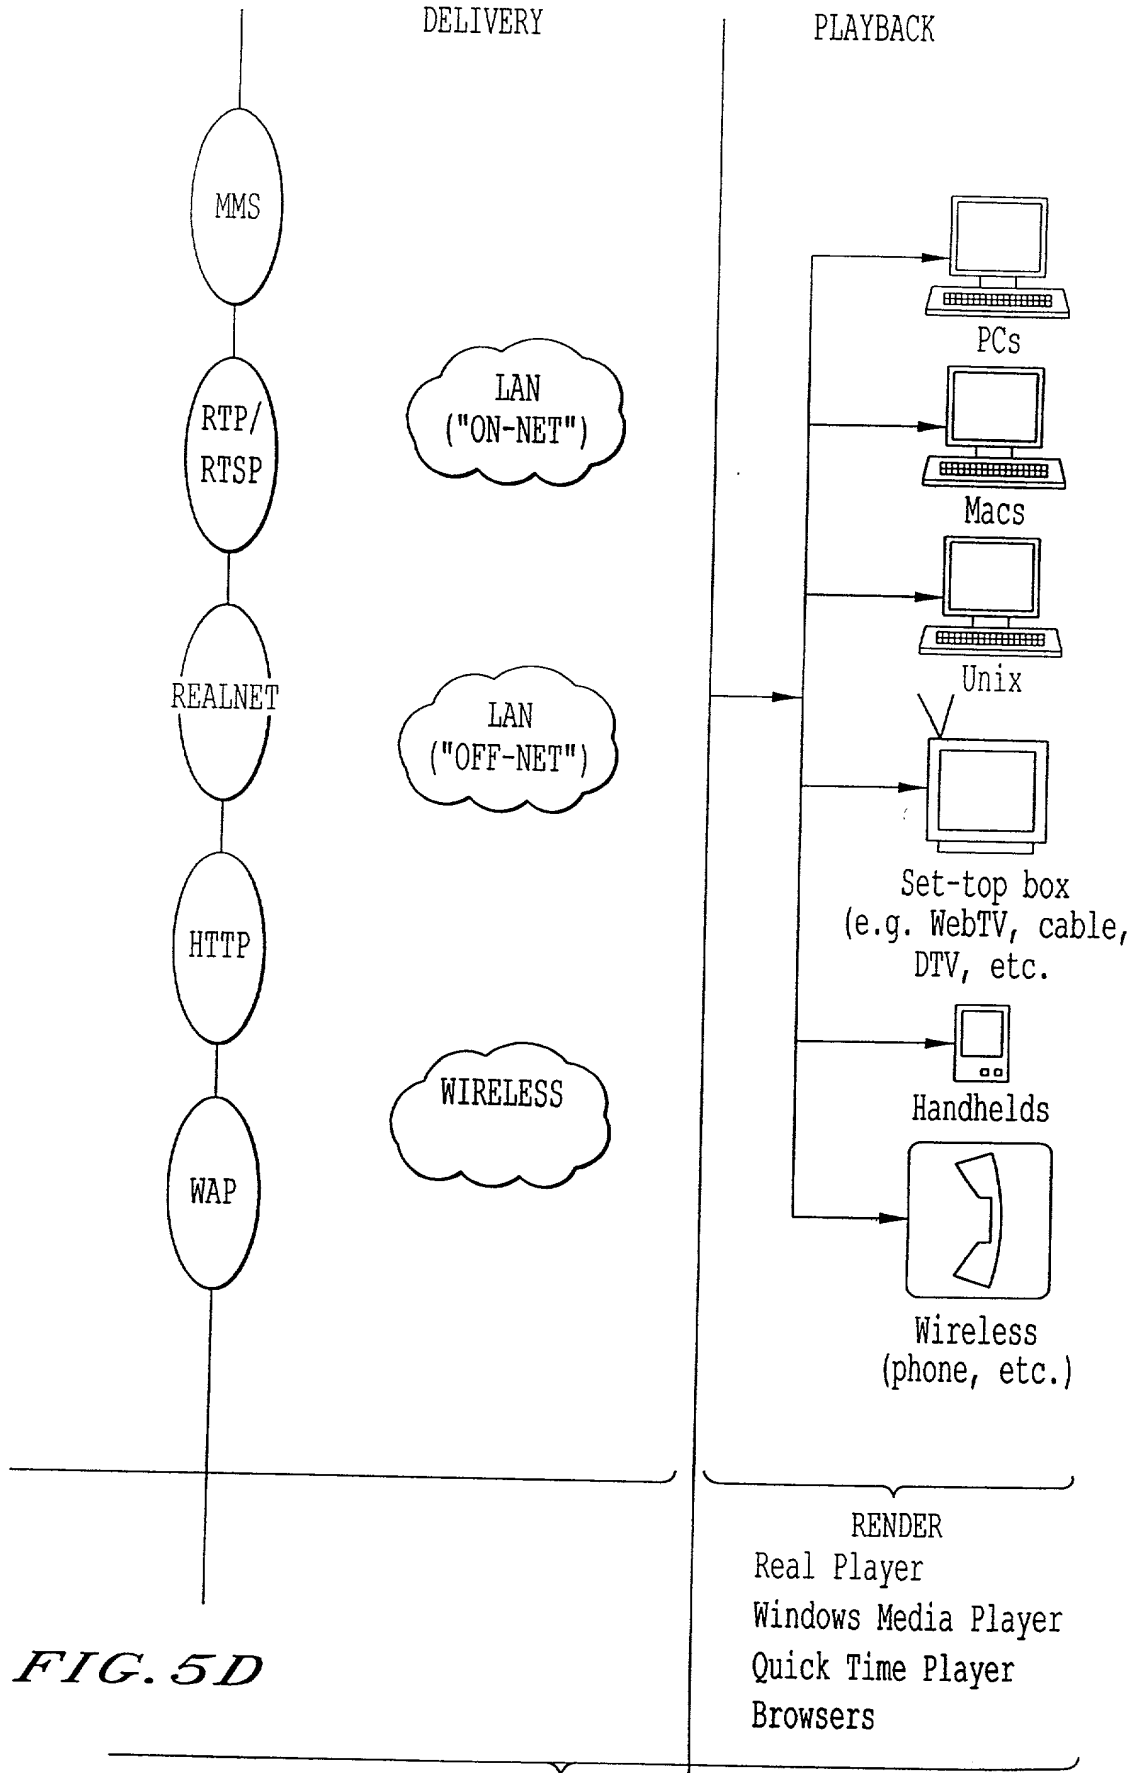 DELIVERY
PLAYBACK
MMS
RTP/
RTSP
REALNET
HTTP
WAP
LAN
("ON-NET")
LAN
("OFF-NET")
WIRELESS
PCs
Macs
Unix
Set-top box
(e.g. WebTV, cable,
DTV, etc.
Handhelds
Wireless
(phone, etc.)
RENDER
Real Player
Windows Media Player
Quick Time Player
Browsers
FIG. 5D